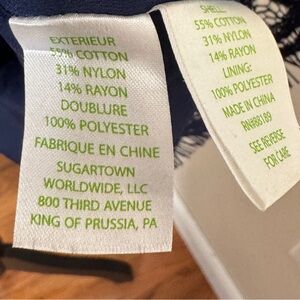 EXTERIEUR
55% COTTON
31% NYLON
14% RAYON
DOUBLURE
100% POLYESTER
FABRIQUE EN CHINE
SUGARTOWN
WORLDWIDE, LLC
800 THIRD AVENUE
KING OF PRUSSIA, PA
SHELL:
55% COTTON
31% NYLON
14% RAYON
LINING:
100% POLYESTER
MADE IN CHINA
SEE REVERSE
FOR CARE